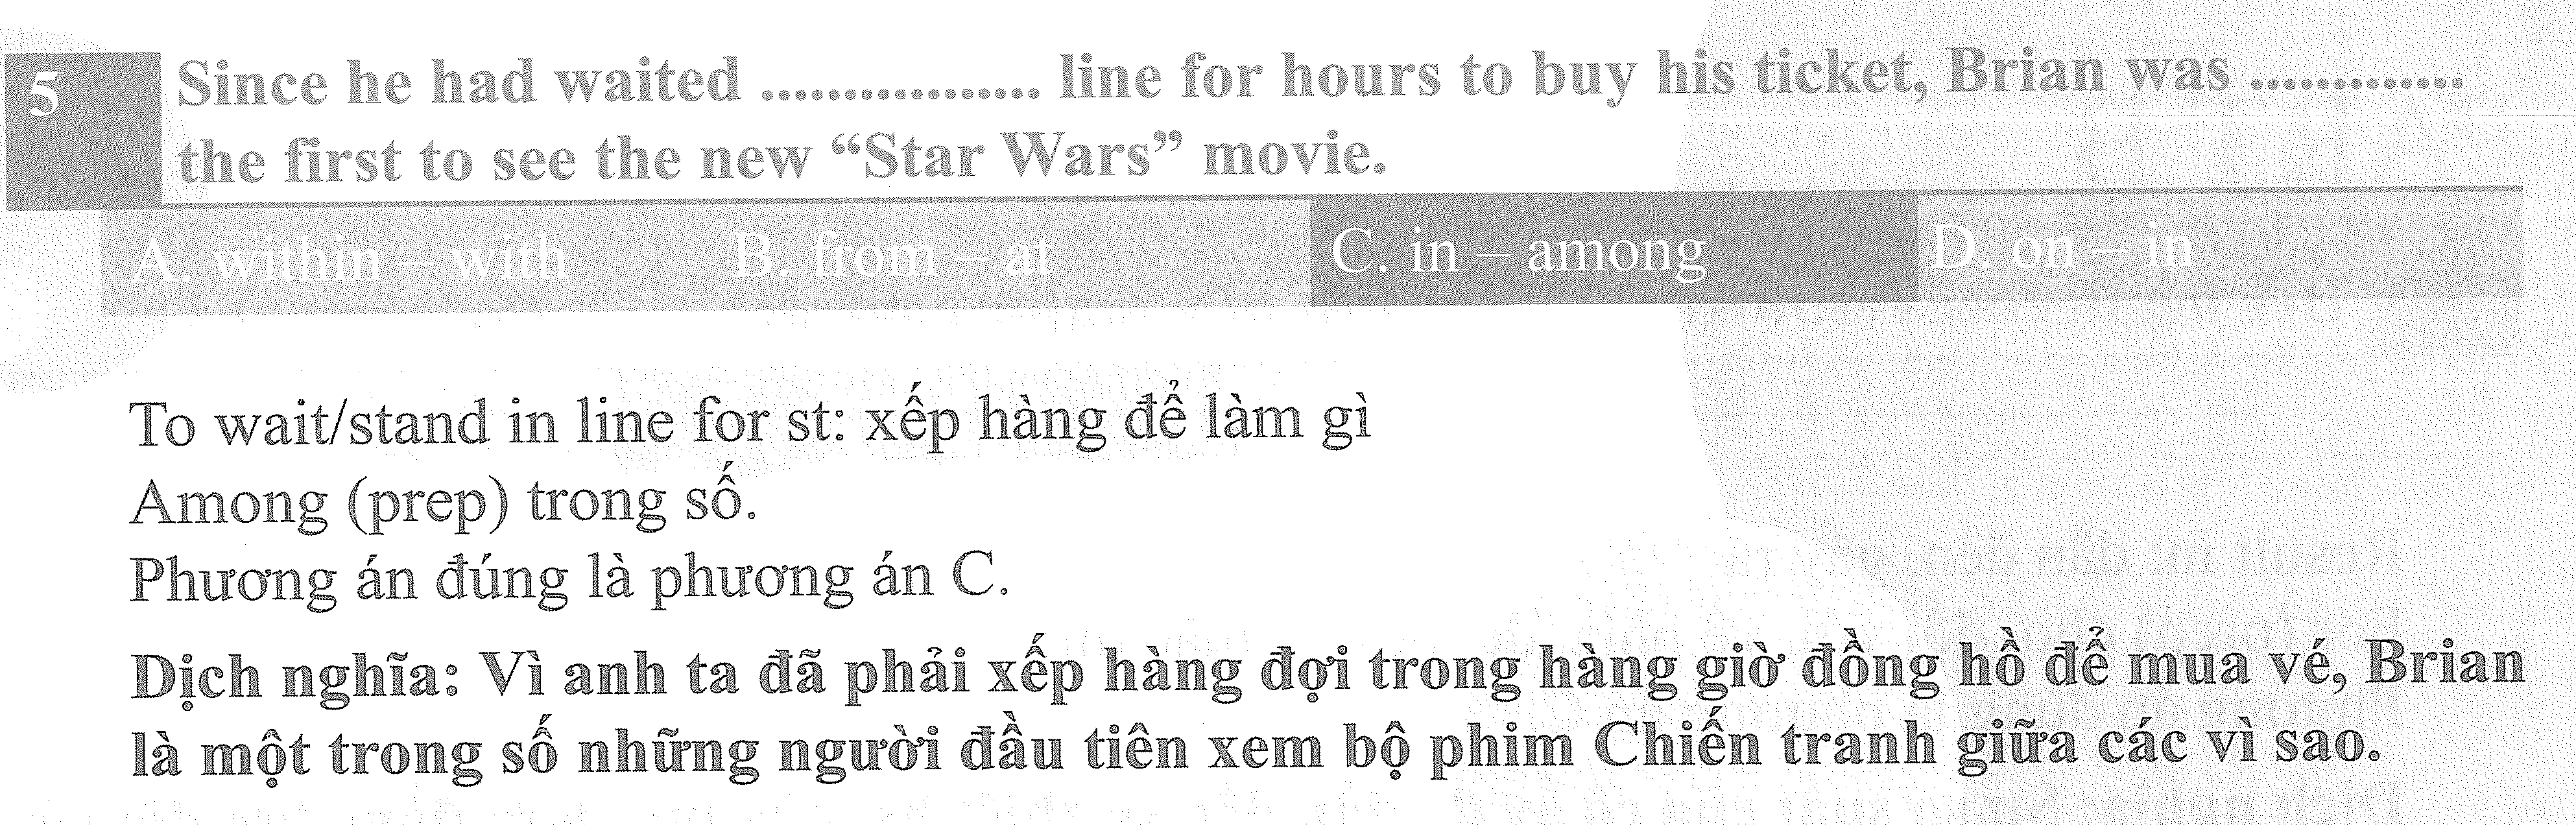 5 Since he had waited ................ line for hours to buy his ticket, Brian was .............
the first to see the new “Star Wars” movie.
A. within – with B. from – at C. in – among D. on – in
To wait/stand in line for st: xếp hàng để làm gì
Among (prep) trong số.
Phương án đúng là phương án C.
Dịch nghĩa: Vì anh ta đã phải xếp hàng đợi trong hàng giờ đồng hồ để mua vé, Brian
là một trong số những người đầu tiên xem bộ phim Chiến tranh giữa các vì sao.